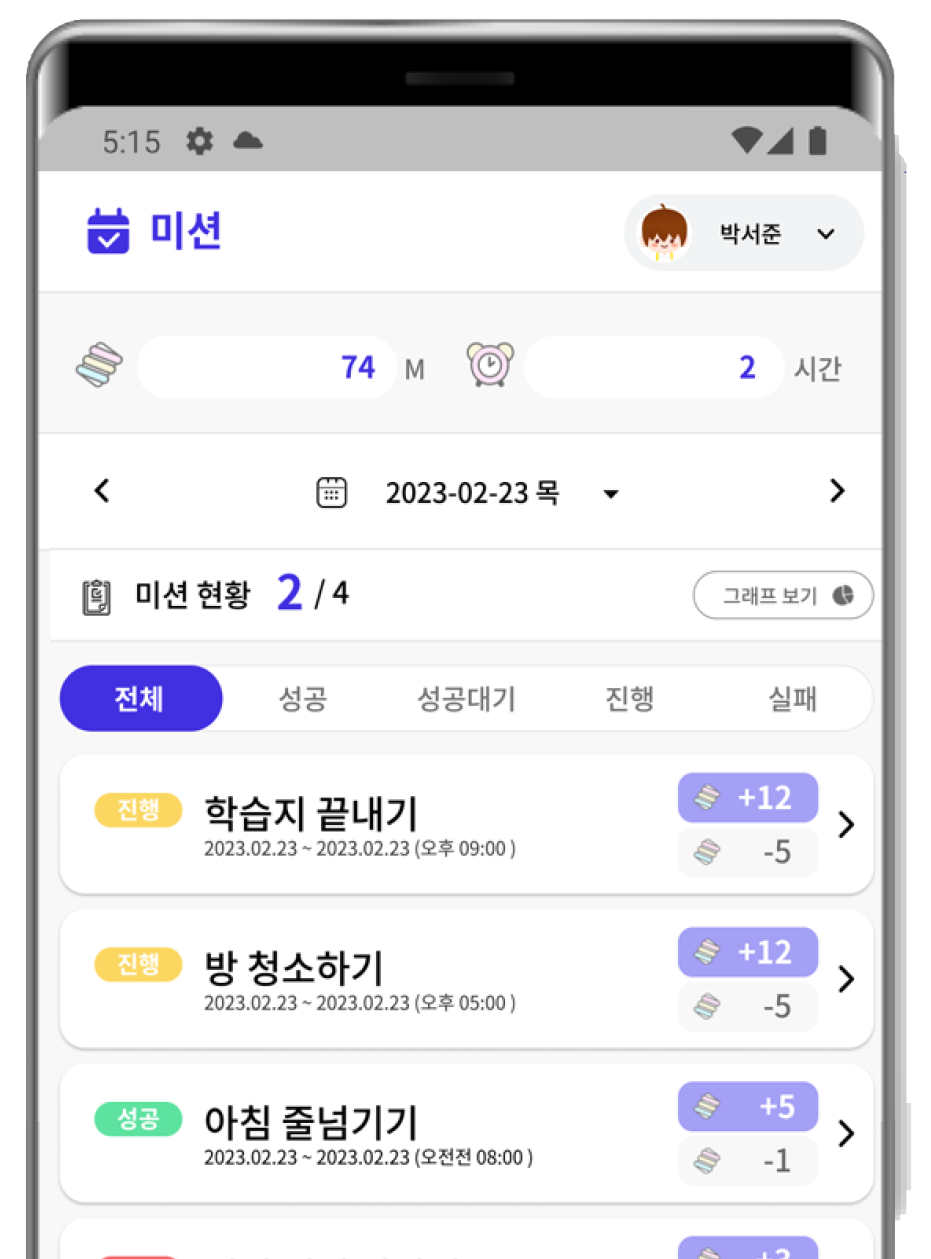 5:15
미션
박서준
74 M
2 시간
2023-02-23 목
미션 현황 2 / 4
그래프 보기
전체 성공 성공대기 진행 실패
진행 학습지 끝내기
2023.02.23 ~ 2023.02.23 (오후 09:00 )
+12
-5
진행 방 청소하기
2023.02.23 ~ 2023.02.23 (오후 05:00 )
+12
-5
성공 아침 줄넘기기
2023.02.23 ~ 2023.02.23 (오전전 08:00 )
+5
-1
+3